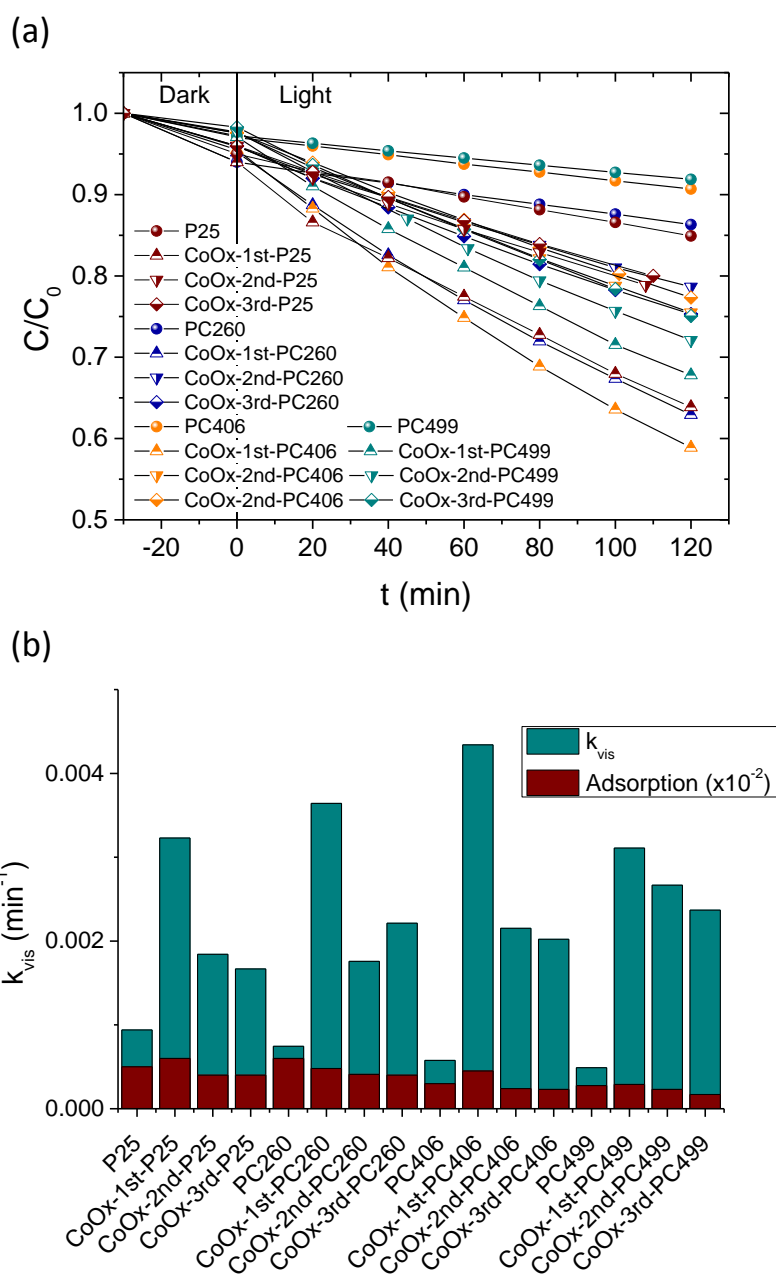 (a)
Dark Light
1.0
0.9
0.8
0.7
0.6
0.5
C/C0
P25
CoOx-1st-P25
CoOx-2nd-P25
CoOx-3rd-P25
PC260
CoOx-1st-PC260
CoOx-2nd-PC260
CoOx-3rd-PC260
PC406 PC499
CoOx-1st-PC406 CoOx-1st-PC499
CoOx-2nd-PC406 CoOx-2nd-PC499
CoOx-2nd-PC406 CoOx-3rd-PC499
-20 0 20 40 60 80 100 120
t (min)
(b)
kvis
Adsorption (x10-2)
0.004
0.002
0.000
kvis (min-1)
P25
CoOx-1st-P25
CoOx-2nd-P25
CoOx-3rd-P25
PC260
CoOx-1st-PC260
CoOx-2nd-PC260
CoOx-3rd-PC260
PC406
CoOx-1st-PC406
CoOx-2nd-PC406
CoOx-3rd-PC406
PC499
CoOx-1st-PC499
CoOx-2nd-PC499
CoOx-3rd-PC499